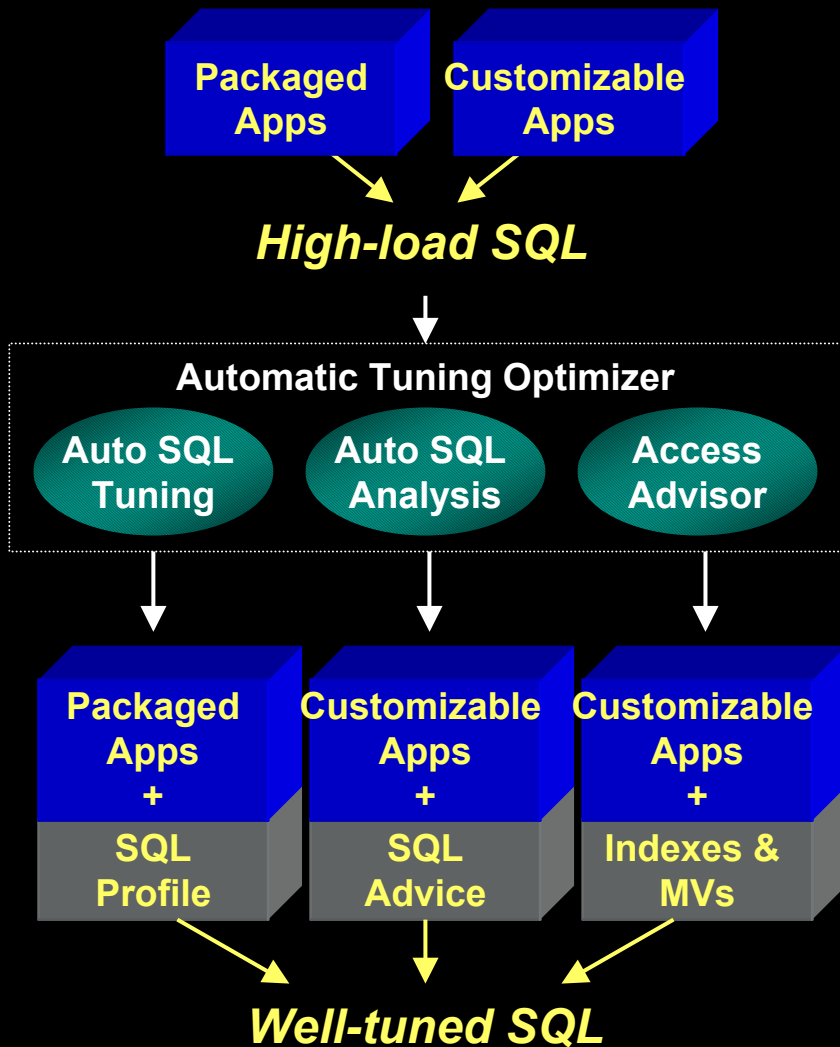 Packaged
Apps
Customizable
Apps
High-load SQL
Automatic Tuning Optimizer
Auto SQL
Tuning
Auto SQL
Analysis
Access
Advisor
Packaged
Apps
+
SQL
Profile
Customizable
Apps
+
SQL
Advice
Customizable
Apps
+
Indexes &
MVs
Well-tuned SQL